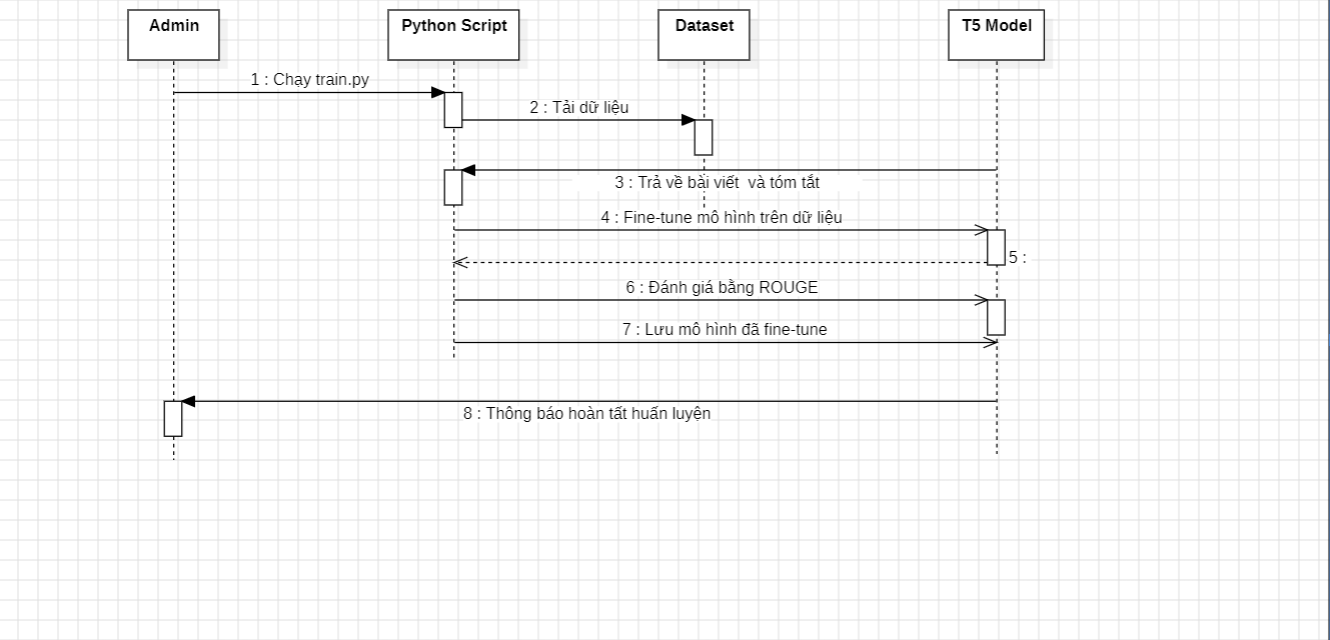 Admin
Python Script
Dataset
T5 Model
1 : Chạy train.py
2 : Tải dữ liệu
3 : Trả về bài viết  và tóm tắt
4 : Fine-tune mô hình trên dữ liệu
5 :
6 : Đánh giá bằng ROUGE
7 : Lưu mô hình đã fine-tune
8 : Thông báo hoàn tất huấn luyện